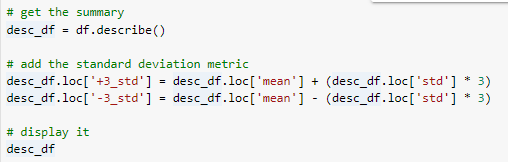 # get the summary
desc_df = df.describe()
# add the standard deviation metric
desc_df.loc['+3_std'] = desc_df.loc['mean'] + (desc_df.loc['std'] * 3)
desc_df.loc['-3_std'] = desc_df.loc['mean'] - (desc_df.loc['std'] * 3)
# display it
desc_df